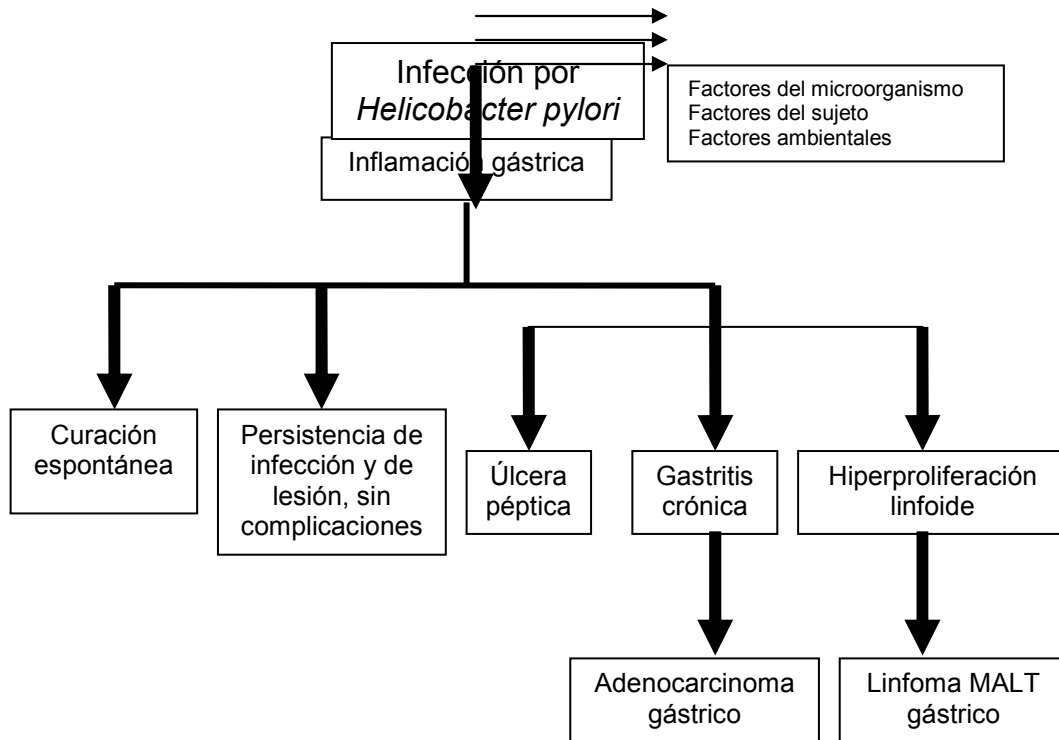 Infección por
Helicobacter pylori
Factores del microorganismo
Factores del sujeto
Factores ambientales
Inflamación gástrica
Curación
espontánea
Persistencia de
infección y de
lesión, sin
complicaciones
Úlcera
péptica
Gastritis
crónica
Hiperproliferación
linfoide
Adenocarcinoma
gástrico
Linfoma MALT
gástrico